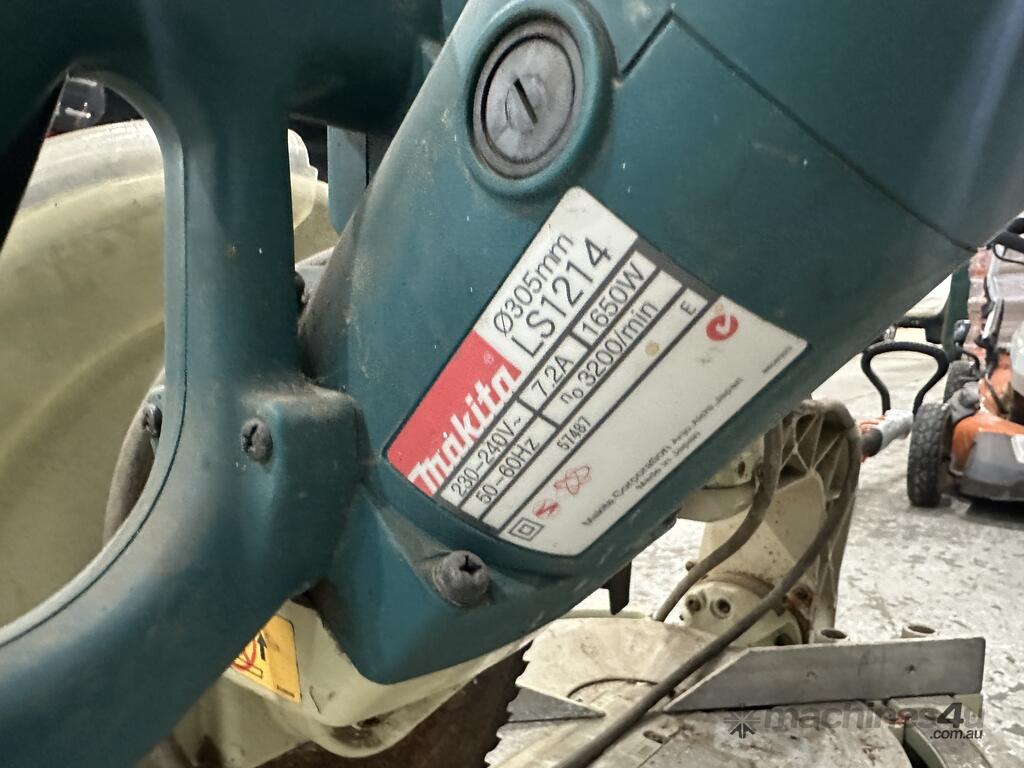 makita
Ø305mm
LS1214
230-240V~ 7.2A 1650W
50-60Hz n₀ 3200/min
57487 E
Makita Corporation Anjo, Aichi, Japan
Made in Japan
machines4u
.com.au